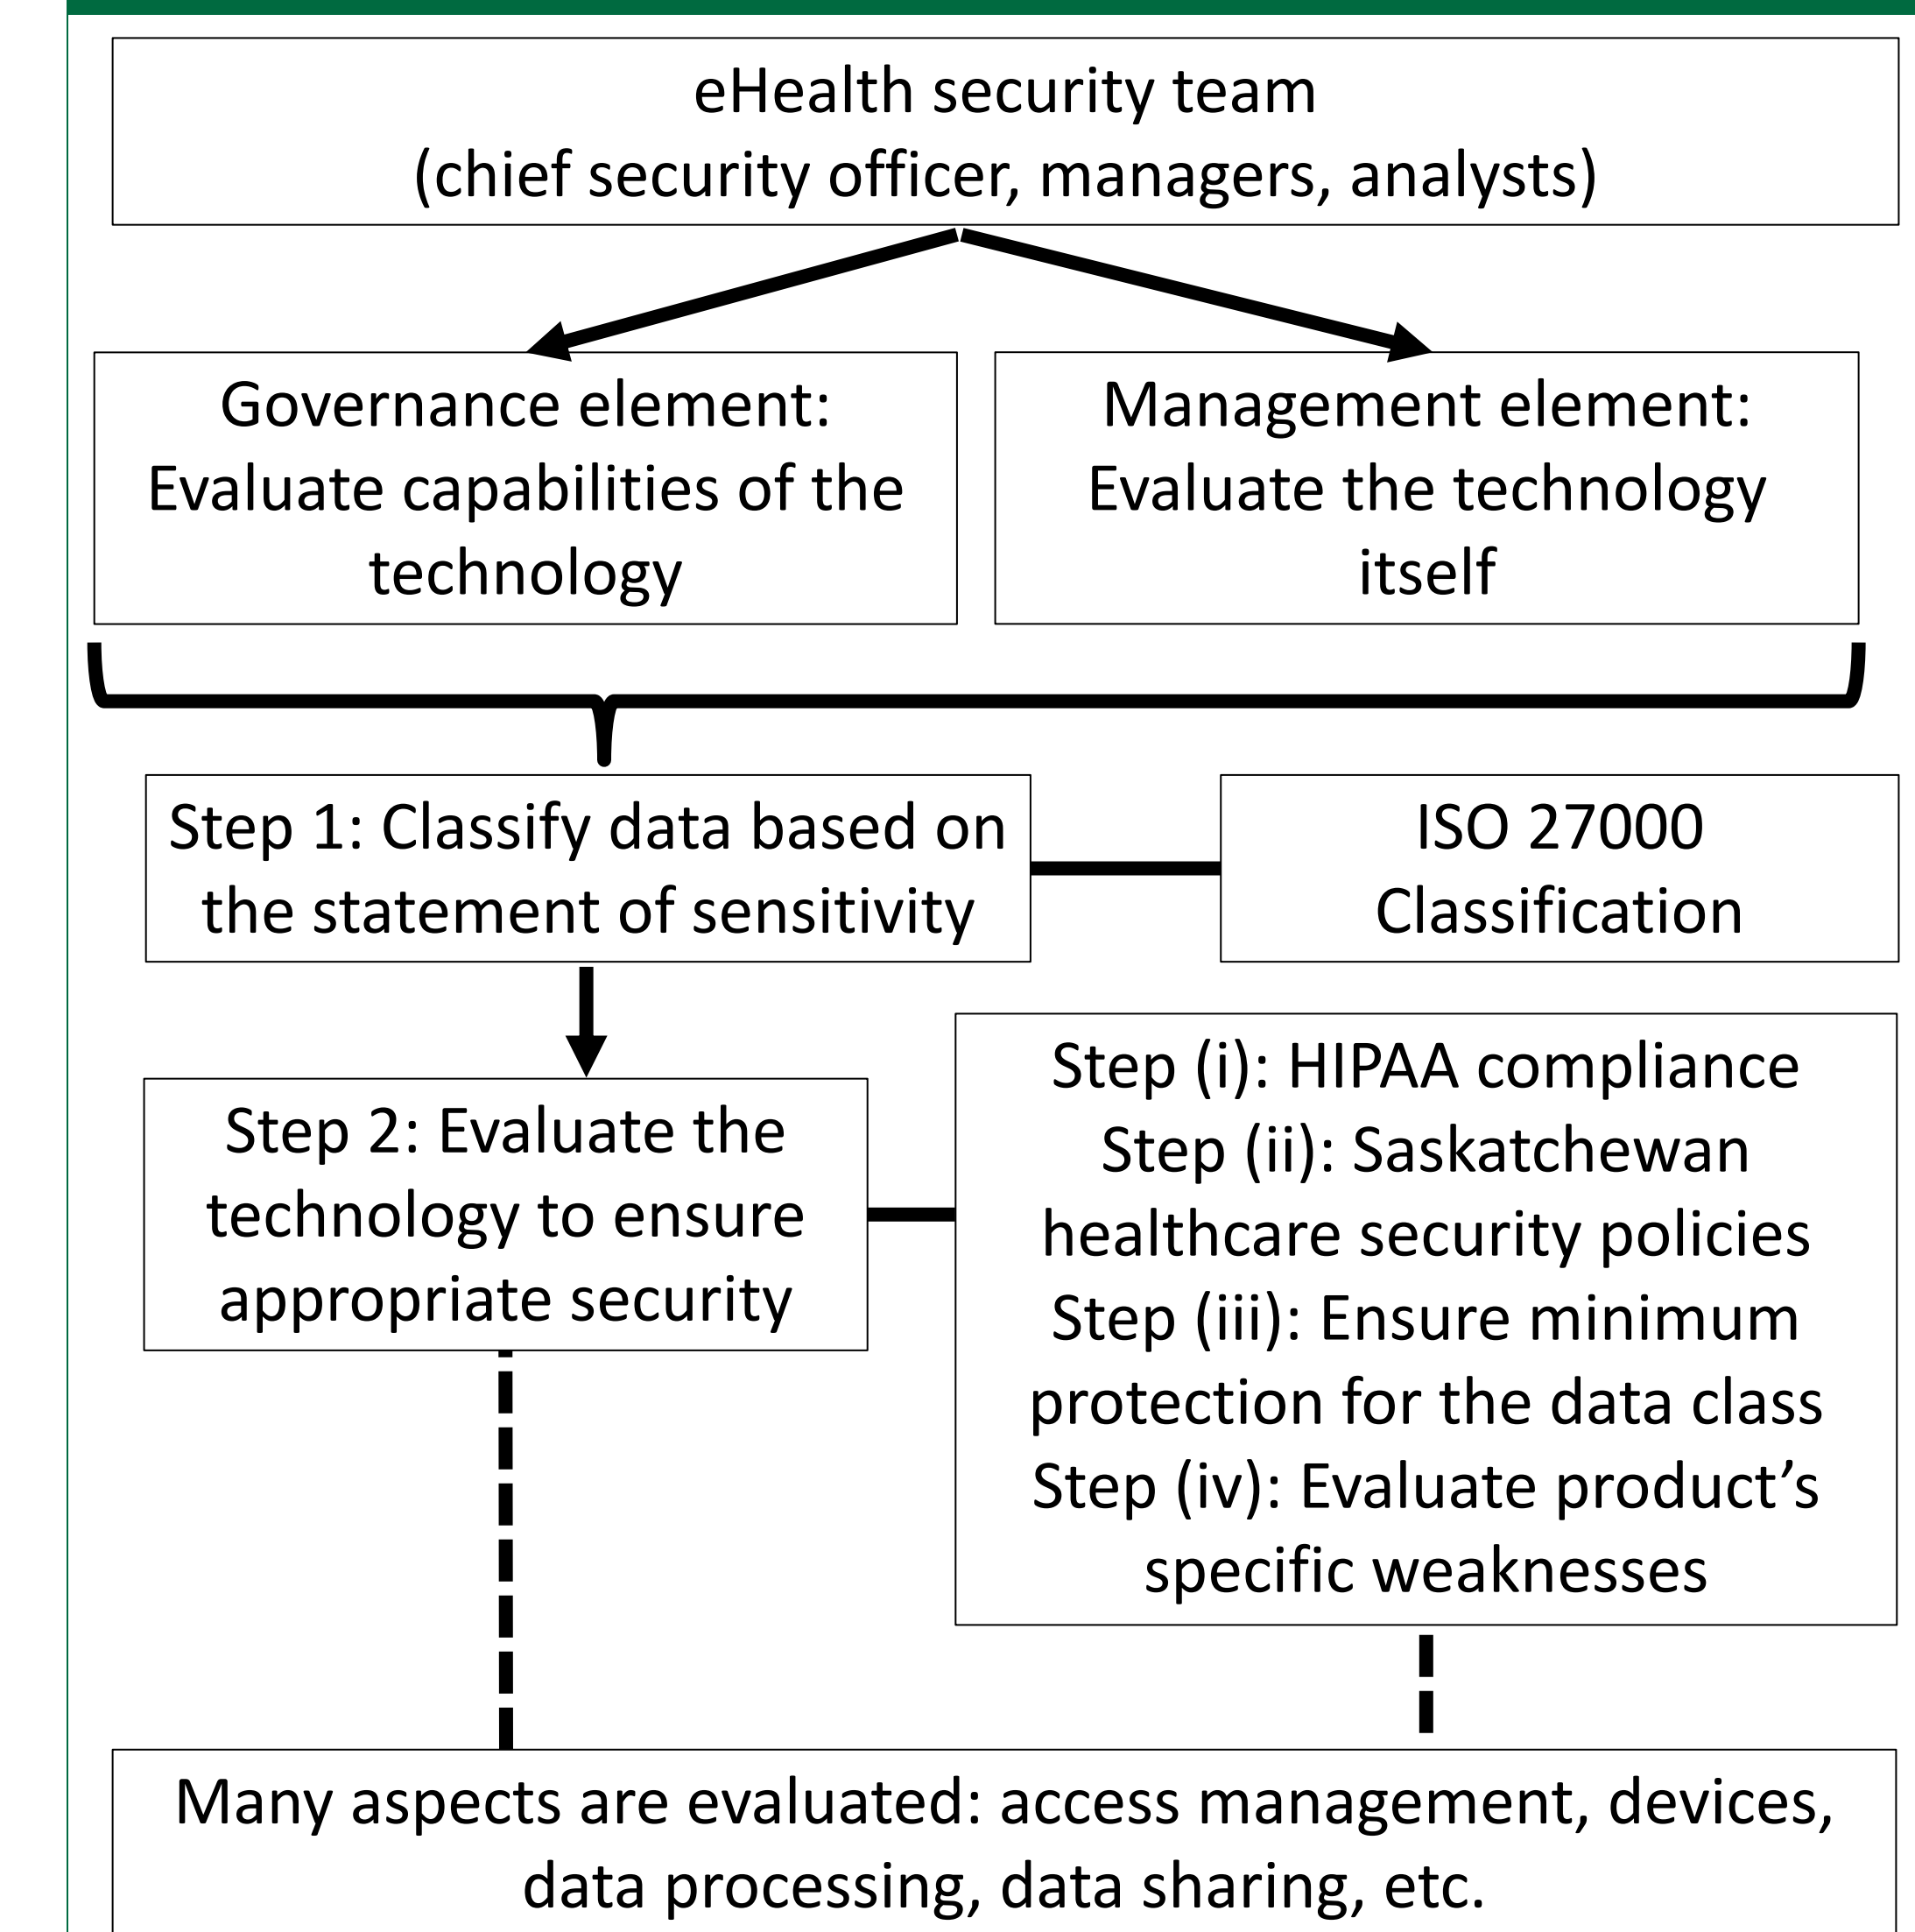 eHealth security team
(chief security officer, managers, analysts)
Governance element:
Evaluate capabilities of the
technology
Management element:
Evaluate the technology
itself
Step 1: Classify data based on
the statement of sensitivity
ISO 27000
Classification
Step 2: Evaluate the
technology to ensure
appropriate security
Step (i): HIPAA compliance
Step (ii): Saskatchewan
healthcare security policies
Step (iii): Ensure minimum
protection for the data class
Step (iv): Evaluate product´s
specific weaknesses
Many aspects are evaluated: access management, devices,
data processing, data sharing, etc.